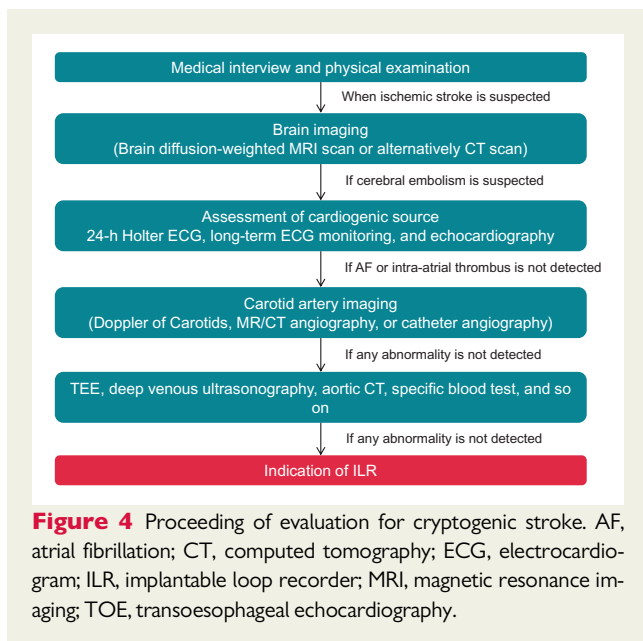 Medical interview and physical examination
When ischemic stroke is suspected
Brain imaging
(Brain diffusion-weighted MRI scan or alternatively CT scan)
If cerebral embolism is suspected
Assessment of cardiogenic source
24-h Holter ECG, long-term ECG monitoring, and echocardiography
If AF or intra-atrial thrombus is not detected
Carotid artery imaging
(Doppler of Carotids, MR/CT angiography, or catheter angiography)
If any abnormality is not detected
TEE, deep venous ultrasonography, aortic CT, specific blood test, and so
on
If any abnormality is not detected
Indication of ILR
Figure 4 Proceeding of evaluation for cryptogenic stroke. AF,
atrial fibrillation; CT, computed tomography; ECG, electrocardio-
gram; ILR, implantable loop recorder; MRI, magnetic resonance im-
aging; TOE, transoesophageal echocardiography.